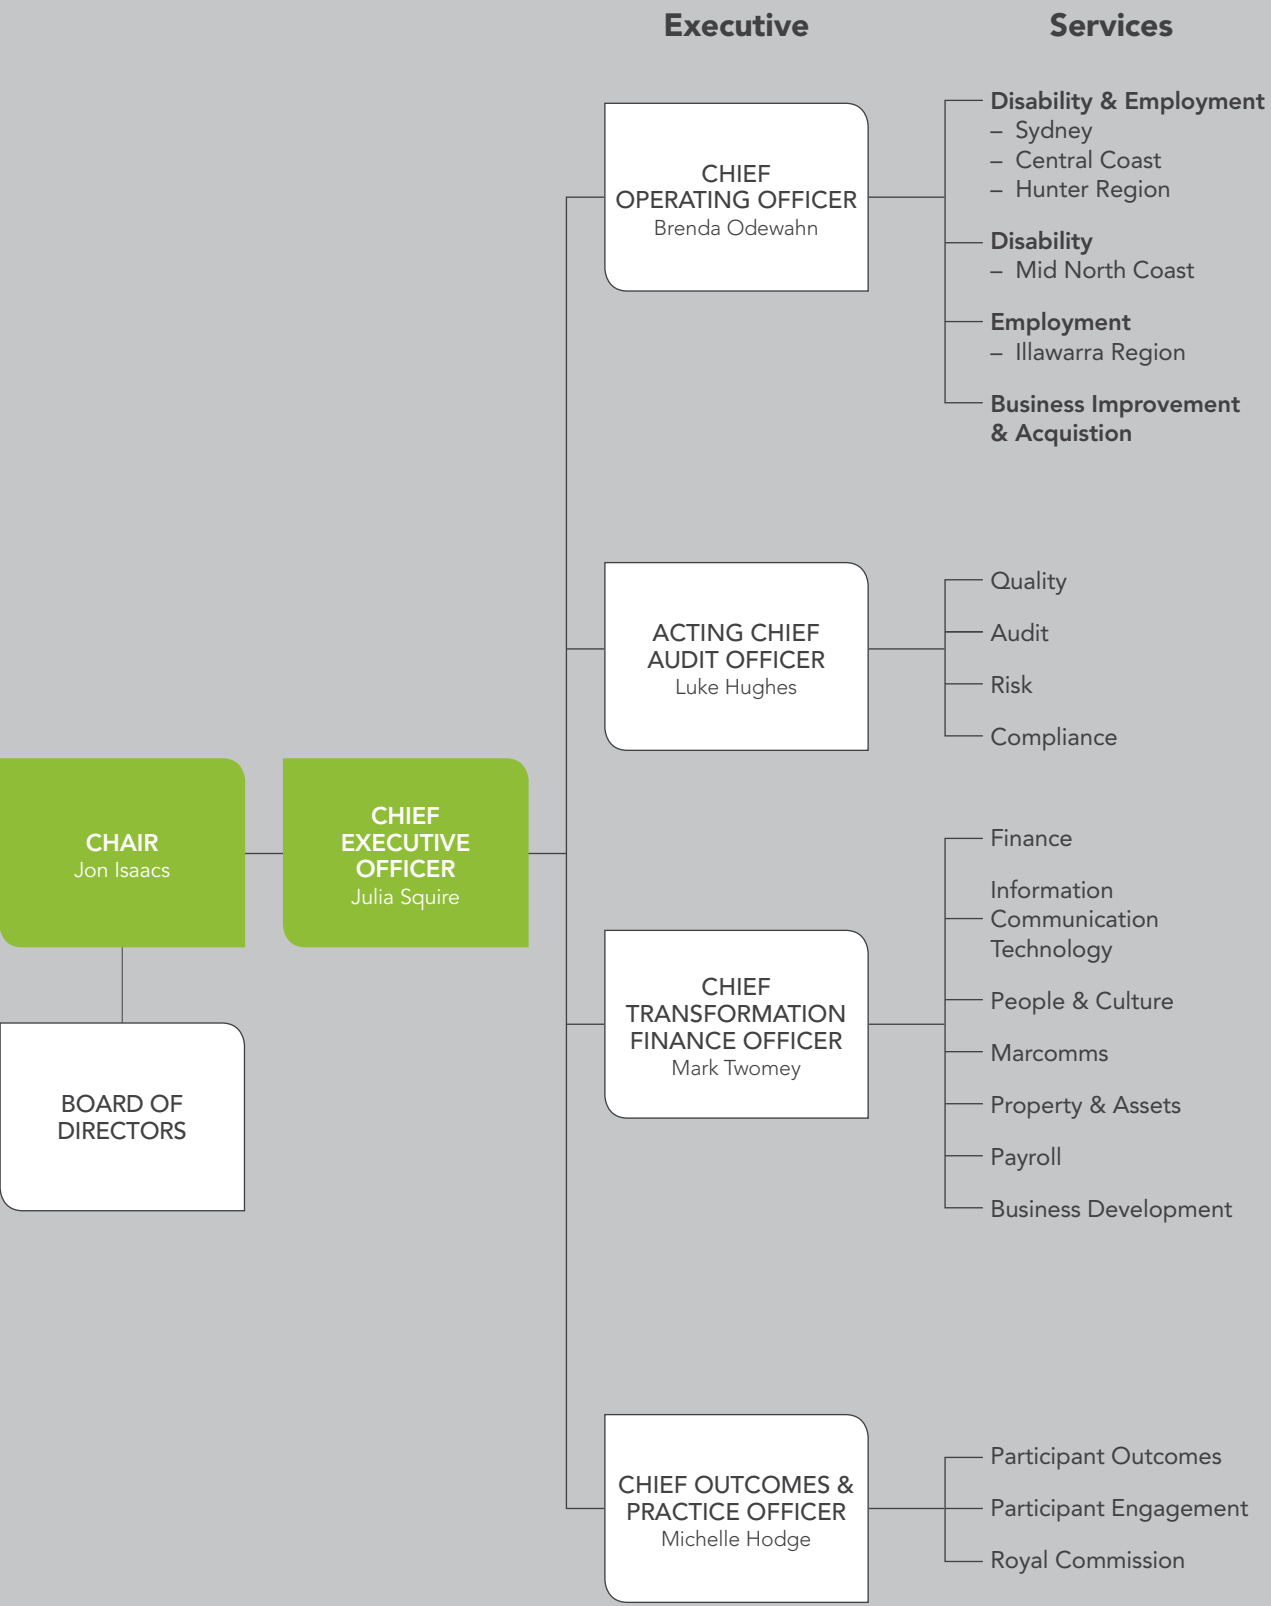 Executive
Services
CHIEF
OPERATING OFFICER
Brenda Odewahn
Disability & Employment
– Sydney
– Central Coast
– Hunter Region
Disability
– Mid North Coast
Employment
– Illawarra Region
Business Improvement
& Acquistion
ACTING CHIEF
AUDIT OFFICER
Luke Hughes
Quality
Audit
Risk
Compliance
CHAIR
Jon Isaacs
CHIEF
EXECUTIVE
OFFICER
Julia Squire
BOARD OF
DIRECTORS
CHIEF
TRANSFORMATION
FINANCE OFFICER
Mark Twomey
Finance
Information
Communication
Technology
People & Culture
Marcomms
Property & Assets
Payroll
Business Development
CHIEF OUTCOMES &
PRACTICE OFFICER
Michelle Hodge
Participant Outcomes
Participant Engagement
Royal Commission